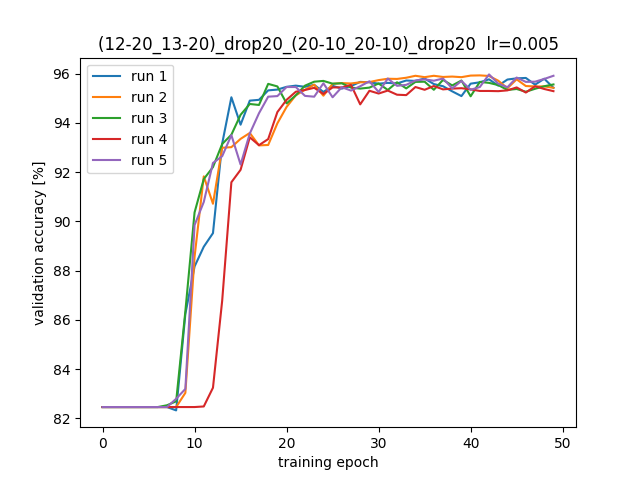 (12-20_13-20)_drop20_(20-10_20-10)_drop20  lr=0.005
96
94
92
90
88
86
84
82
validation accuracy [%]
run 1
run 2
run 3
run 4
run 5
0
10
20
30
40
50
training epoch